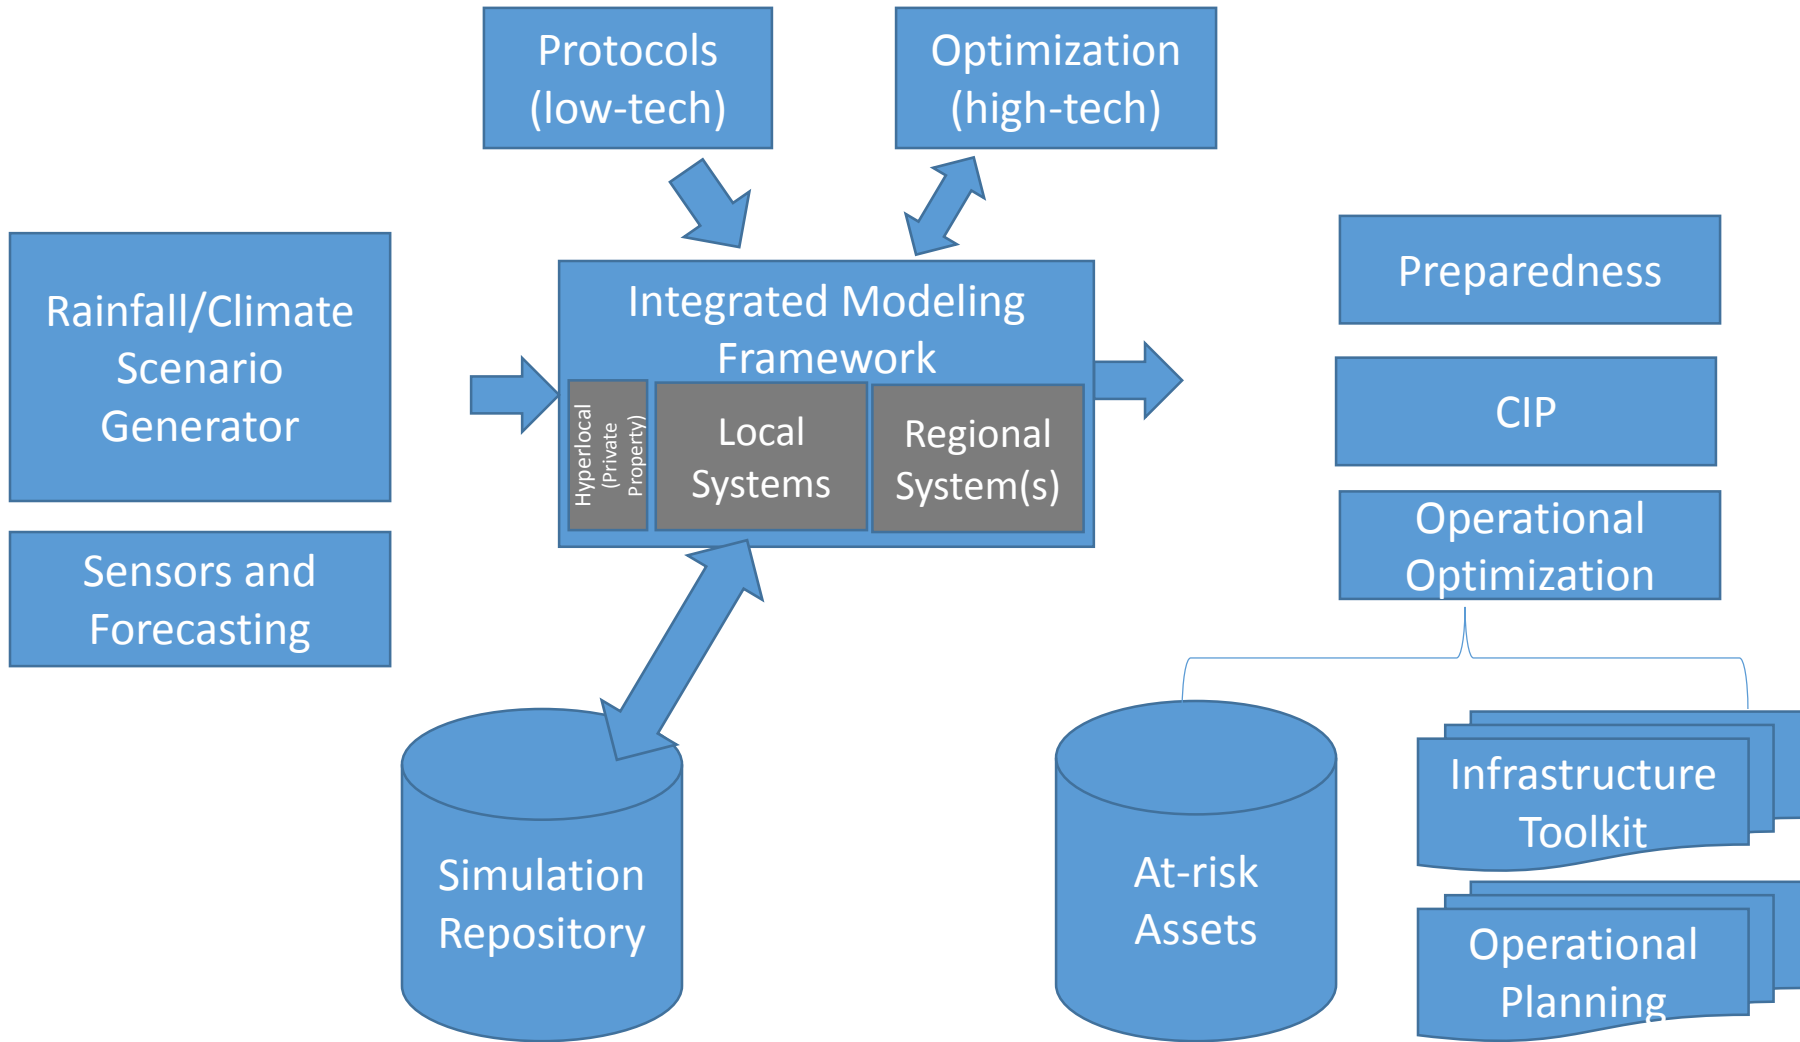 Protocols
(low-tech)
Optimization
(high-tech)
Rainfall/Climate
Scenario
Generator
Sensors and
Forecasting
Integrated Modeling
Framework
Hyperlocal
(Private
Property)
Local
Systems
Regional
System(s)
Preparedness
CIP
Operational
Optimization
Simulation
Repository
At-risk
Assets
Infrastructure
Toolkit
Operational
Planning